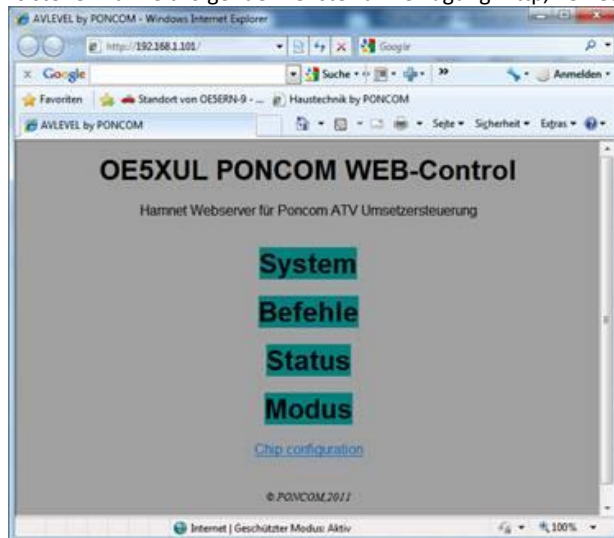 AVLEVEL by PONCOM - Windows Internet Explorer
http://192.168.1.101/
Google
x Google
Suche
»
Anmelden
Favoriten
Standort von OE5ERN-9 - ...
Haustechnik by PONCOM
AVLEVEL by PONCOM
Seite
Sicherheit
Extras
OE5XUL PONCOM WEB-Control
Hamnet Webserver für Poncom ATV Umsetzersteuerung
System
Befehle
Status
Modus
Chip configuration
© PONCOM,2011
Internet | Geschützter Modus: Aktiv
100%